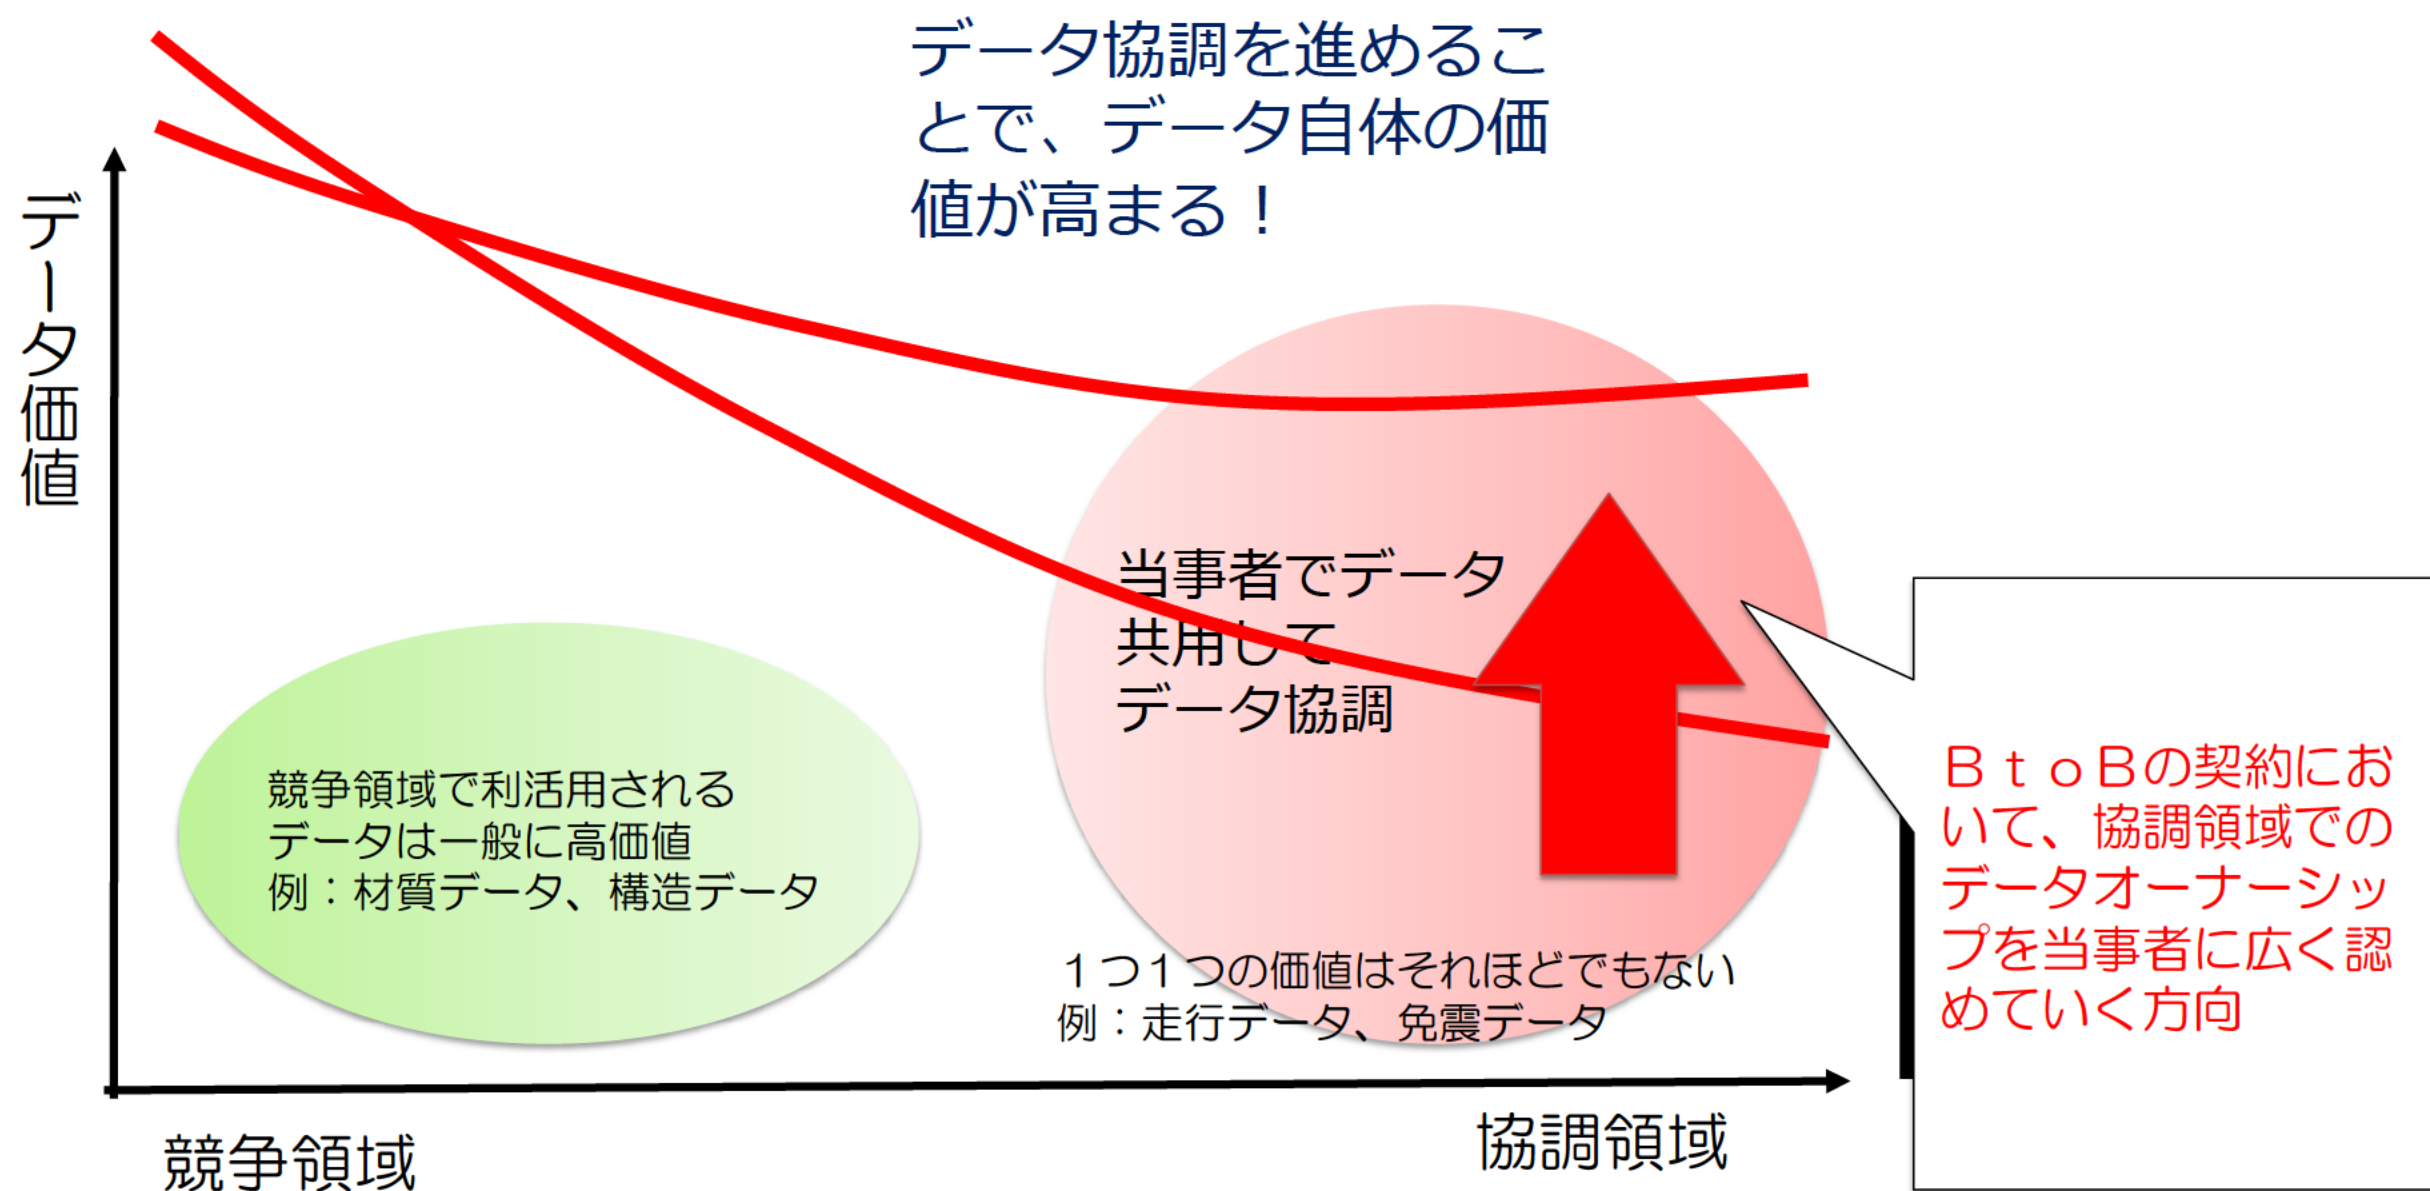 データ協調を進めるこ
とで、データ自体の価
値が高まる！
データ価値
当事者でデータ
共用して
データ協調
競争領域で利活用される
データは一般に高価値
例：材質データ、構造データ
１つ１つの価値はそれほどでもない
例：走行データ、免震データ
ＢｔｏＢの契約にお
いて、協調領域での
データオーナーシッ
プを当事者に広く認
めていく方向
競争領域
協調領域